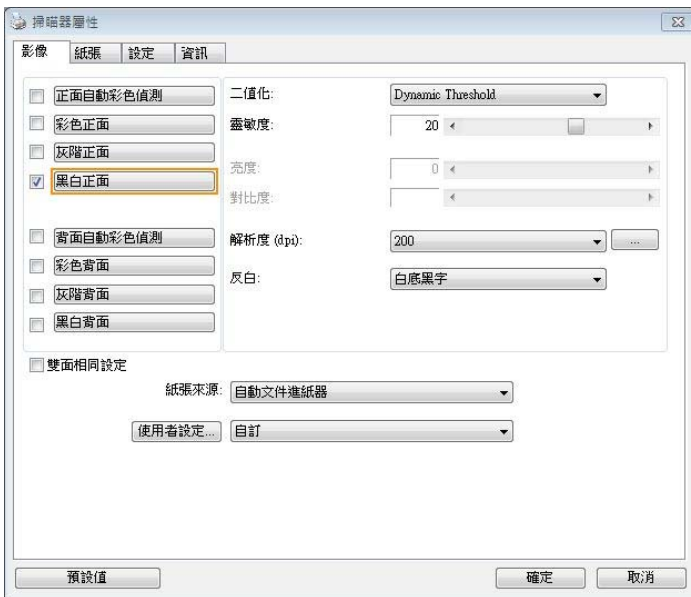 掃瞄器屬性
影像 紙張 設定 資訊
正面自動彩色偵測 二值化: Dynamic Threshold
彩色正面 靈敏度: 20
灰階正面
黑白正面 亮度: 0
對比度:
背面自動彩色偵測 解析度 (dpi): 200 ...
彩色背面 反白: 白底黑字
灰階背面
黑白背面
雙面相同設定
紙張來源: 自動文件進紙器
使用者設定... 自訂
預設值 確定 取消